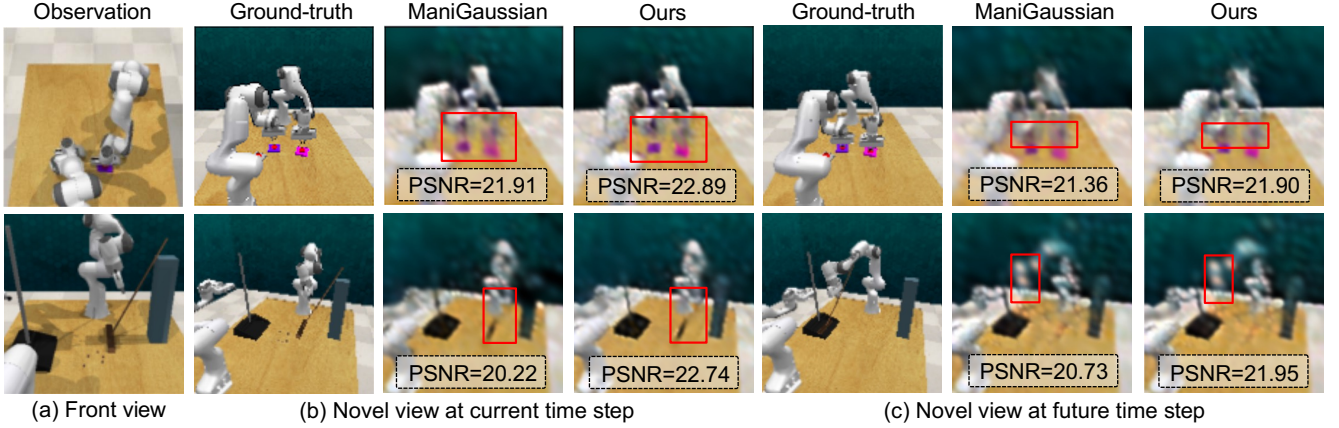 Observation Ground-truth ManiGaussian Ours Ground-truth ManiGaussian Ours
PSNR=21.91 PSNR=22.89 PSNR=21.36 PSNR=21.90
PSNR=20.22 PSNR=22.74 PSNR=20.73 PSNR=21.95
(a) Front view (b) Novel view at current time step (c) Novel view at future time step